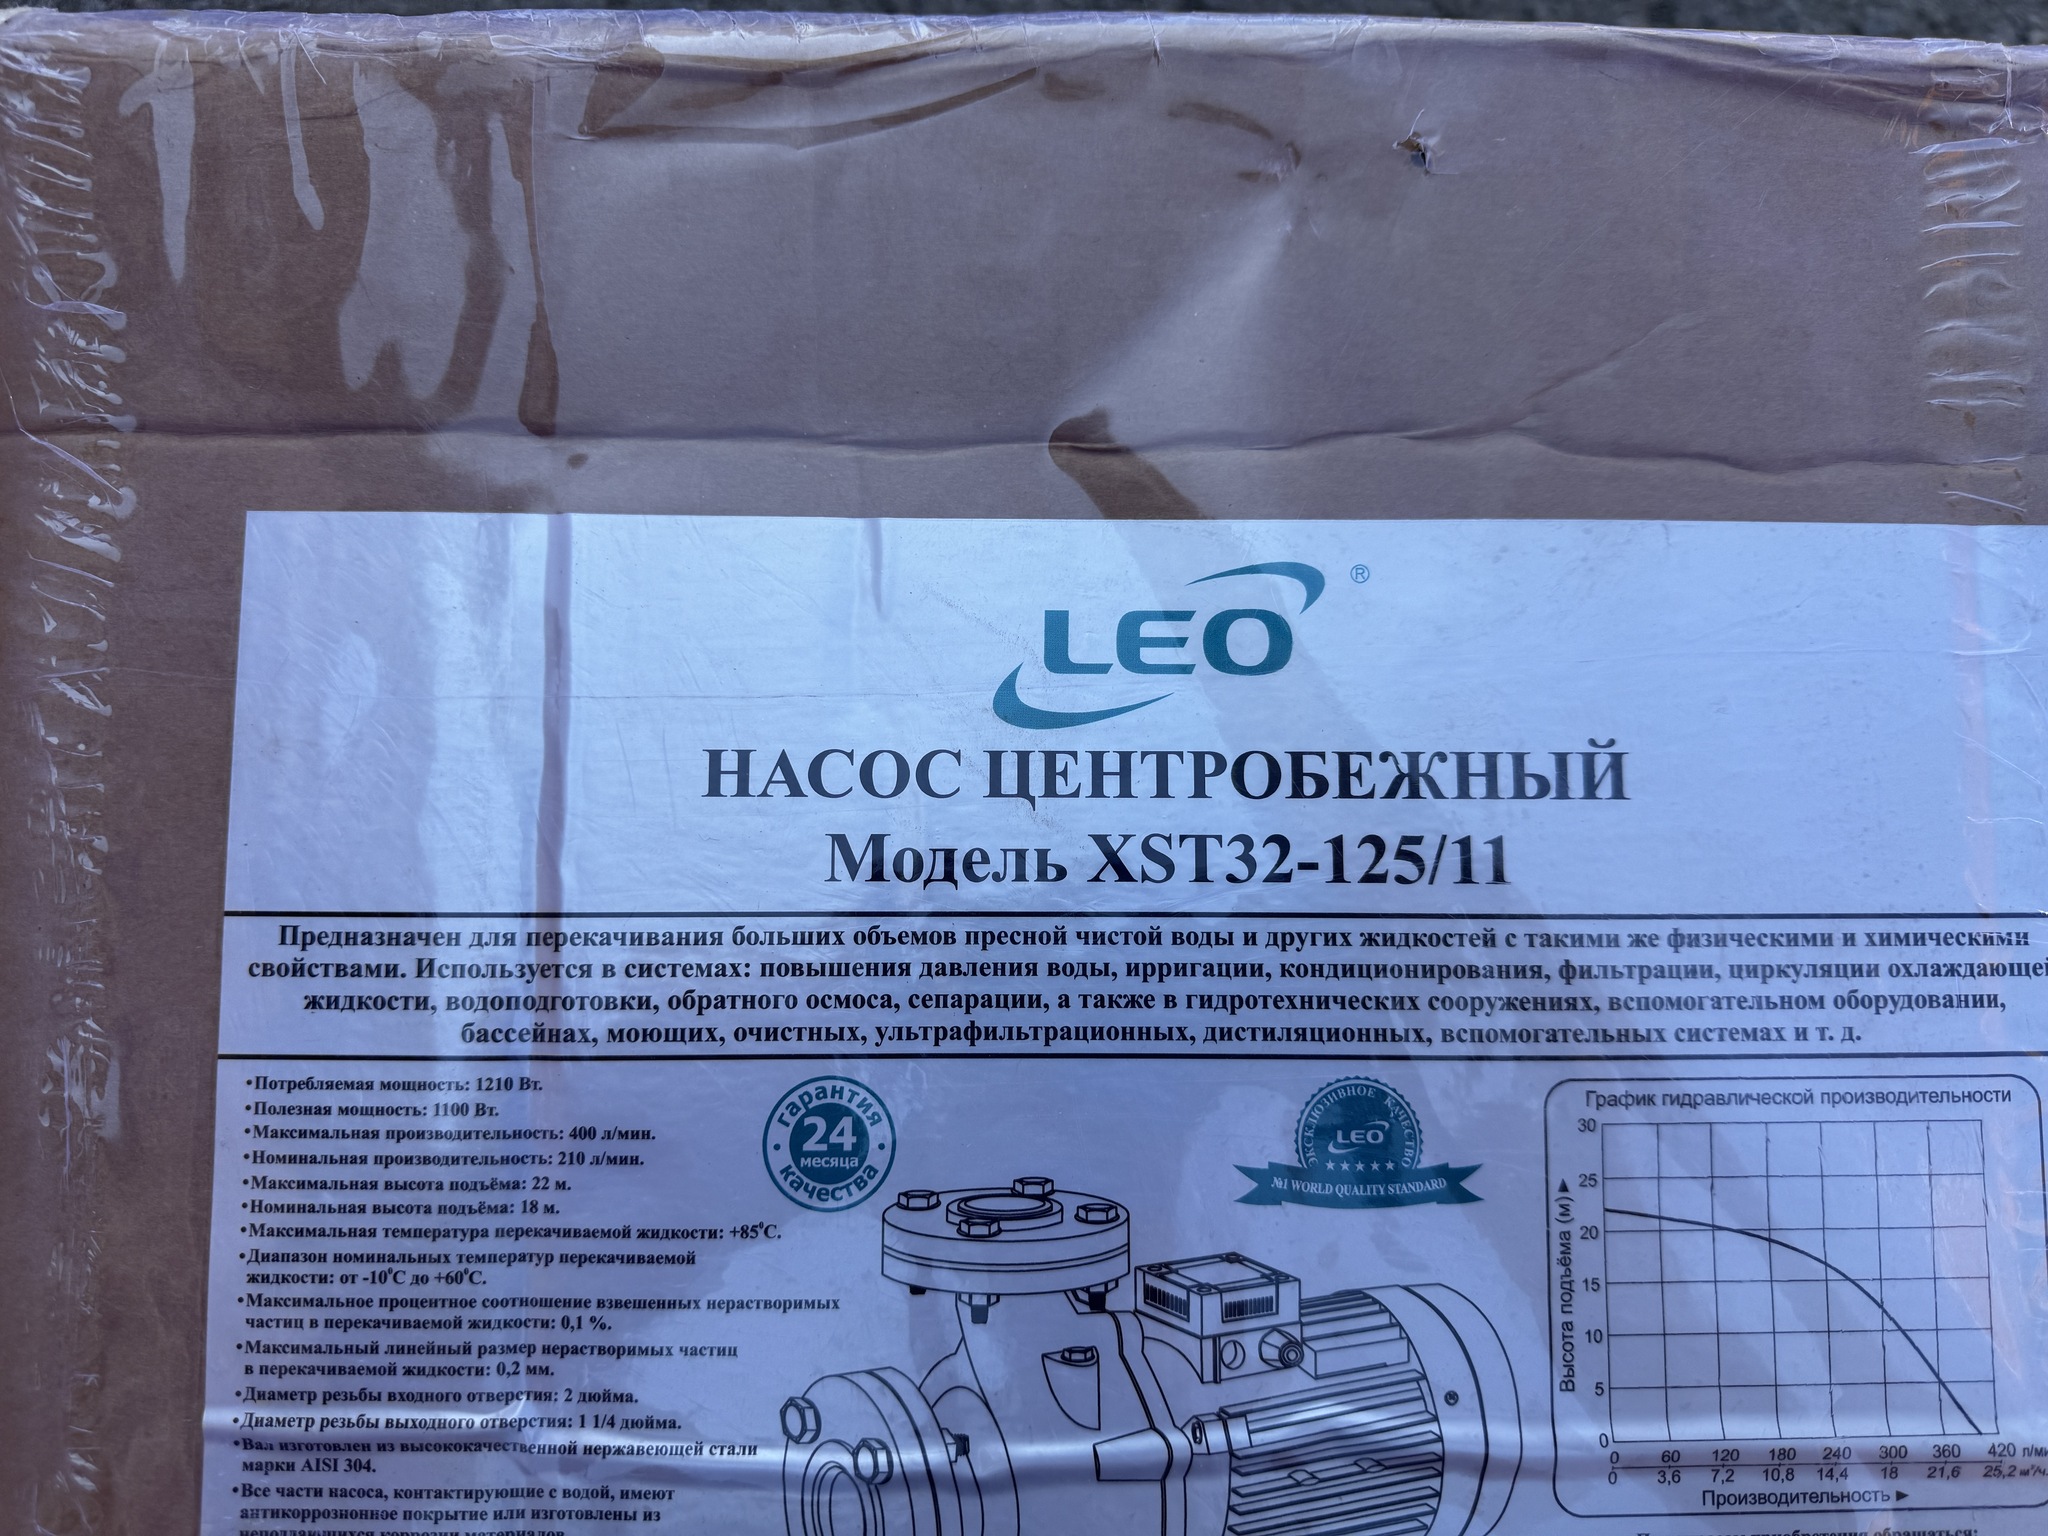 LEO ®
НАСОС ЦЕНТРОБЕЖНЫЙ
Модель XST32-125/11
Предназначен для перекачивания больших объемов пресной чистой воды и других жидкостей с такими же физическими и химическими
свойствами. Используется в системах: повышения давления воды, ирригации, кондиционирования, фильтрации, циркуляции охлаждающей
жидкости, водоподготовки, обратного осмоса, сепарации, а также в гидротехнических сооружениях, вспомогательном оборудовании,
бассейнах, моющих, очистных, ультрафильтрационных, дистиляционных, вспомогательных системах и т. д.
•Потребляемая мощность: 1210 Вт.
•Полезная мощность: 1100 Вт.
•Максимальная производительность: 400 л/мин.
•Номинальная производительность: 210 л/мин.
•Максимальная высота подъёма: 22 м.
•Номинальная высота подъёма: 18 м.
•Максимальная температура перекачиваемой жидкости: +85⁰С.
•Диапазон номинальных температур перекачиваемой
жидкости: от -10⁰С до +60⁰С.
•Максимальное процентное соотношение взвешенных нерастворимых
частиц в перекачиваемой жидкости: 0,1 %.
•Максимальный линейный размер нерастворимых частиц
в перекачиваемой жидкости: 0,2 мм.
•Диаметр резьбы входного отверстия: 2 дюйма.
•Диаметр резьбы выходного отверстия: 1 1/4 дюйма.
•Вал изготовлен из высококачественной нержавеющей стали
марки AISI 304.
•Все части насоса, контактирующие с водой, имеют
антикоррозионное покрытие или изготовлены из
неподдающихся коррозии материалов.
гарантия
24
месяца
качества
ЭКСКЛЮЗИВНОЕ КАЧЕСТВО
LEO
№1 WORLD QUALITY STANDARD
График гидравлической производительности
Высота подъёма (м) ►
30
25
20
15
10
5
0
0 60 120 180 240 300 360 420 л/ми
0 3,6 7,2 10,8 14,4 18 21,6 25,2 м³/ч.
Производительность ►
обращаться: